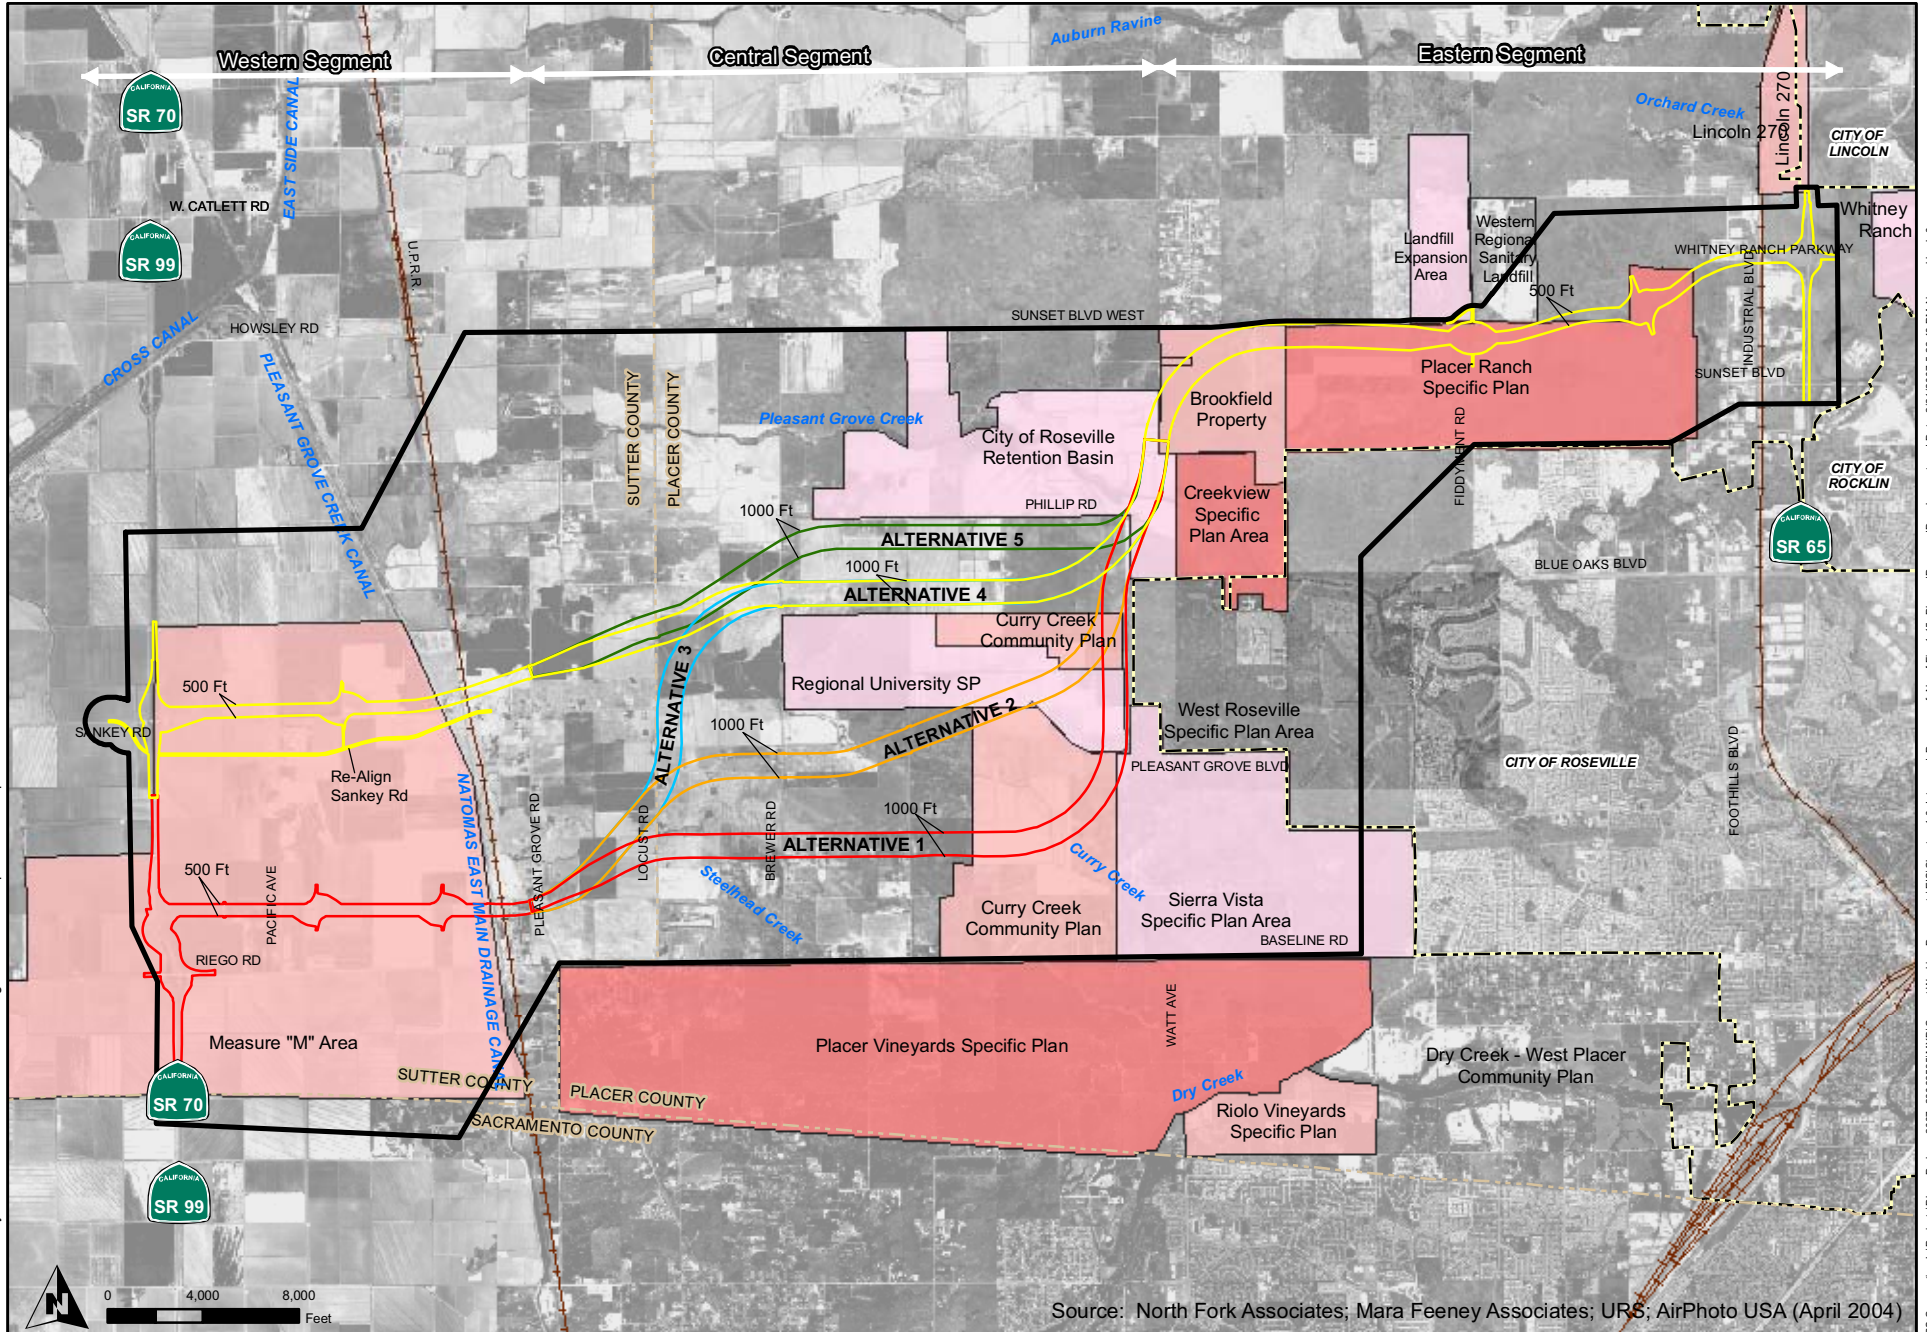 Western Segment
Central Segment
Eastern Segment
Auburn Ravine
Orchard Creek
CALIFORNIA
SR 70
EAST SIDE CANAL
Lincoln 270
Lincoln 270
CITY OF
LINCOLN
W. CATLETT RD
CALIFORNIA
SR 99
U.P.R.R.
Whitney
Ranch
Landfill
Expansion
Area
Western
Regional
Sanitary
Landfill
WHITNEY RANCH PARKWAY
INDUSTRIAL BLVD
500 Ft
CROSS CANAL
HOWSLEY RD
SUNSET BLVD WEST
PLEASANT GROVE CREEK CANAL
SUTTER COUNTY
PLACER COUNTY
Placer Ranch
Specific Plan
SUNSET BLVD
Brookfield
Property
Pleasant Grove Creek
City of Roseville
Retention Basin
FIDDYMENT RD
CITY OF
ROCKLIN
PHILLIP RD
Creekview
Specific
Plan Area
1000 Ft
ALTERNATIVE 5
CALIFORNIA
SR 65
1000 Ft
ALTERNATIVE 4
BLUE OAKS BLVD
Curry Creek
Community Plan
ALTERNATIVE 3
Regional University SP
500 Ft
SANKEY RD
1000 Ft
ALTERNATIVE 2
West Roseville
Specific Plan Area
Re-Align
Sankey Rd
PLEASANT GROVE BLVD
CITY OF ROSEVILLE
FOOTHILLS BLVD
NATOMAS EAST MAIN DRAINAGE CANAL
PLEASANT GROVE RD
LOCUST RD
BREWER RD
1000 Ft
ALTERNATIVE 1
500 Ft
PACIFIC AVE
Steelhead Creek
Curry Creek
Curry Creek
Community Plan
Sierra Vista
Specific Plan Area
BASELINE RD
RIEGO RD
WATT AVE
Measure "M" Area
Placer Vineyards Specific Plan
Dry Creek - West Placer
Community Plan
CALIFORNIA
SR 70
SUTTER COUNTY
PLACER COUNTY
SACRAMENTO COUNTY
Dry Creek
Riolo Vineyards
Specific Plan
CALIFORNIA
SR 99
N
0
4,000
8,000
Feet
Source: North Fork Associates; Mara Feeney Associates; URS; AirPhoto USA (April 2004)